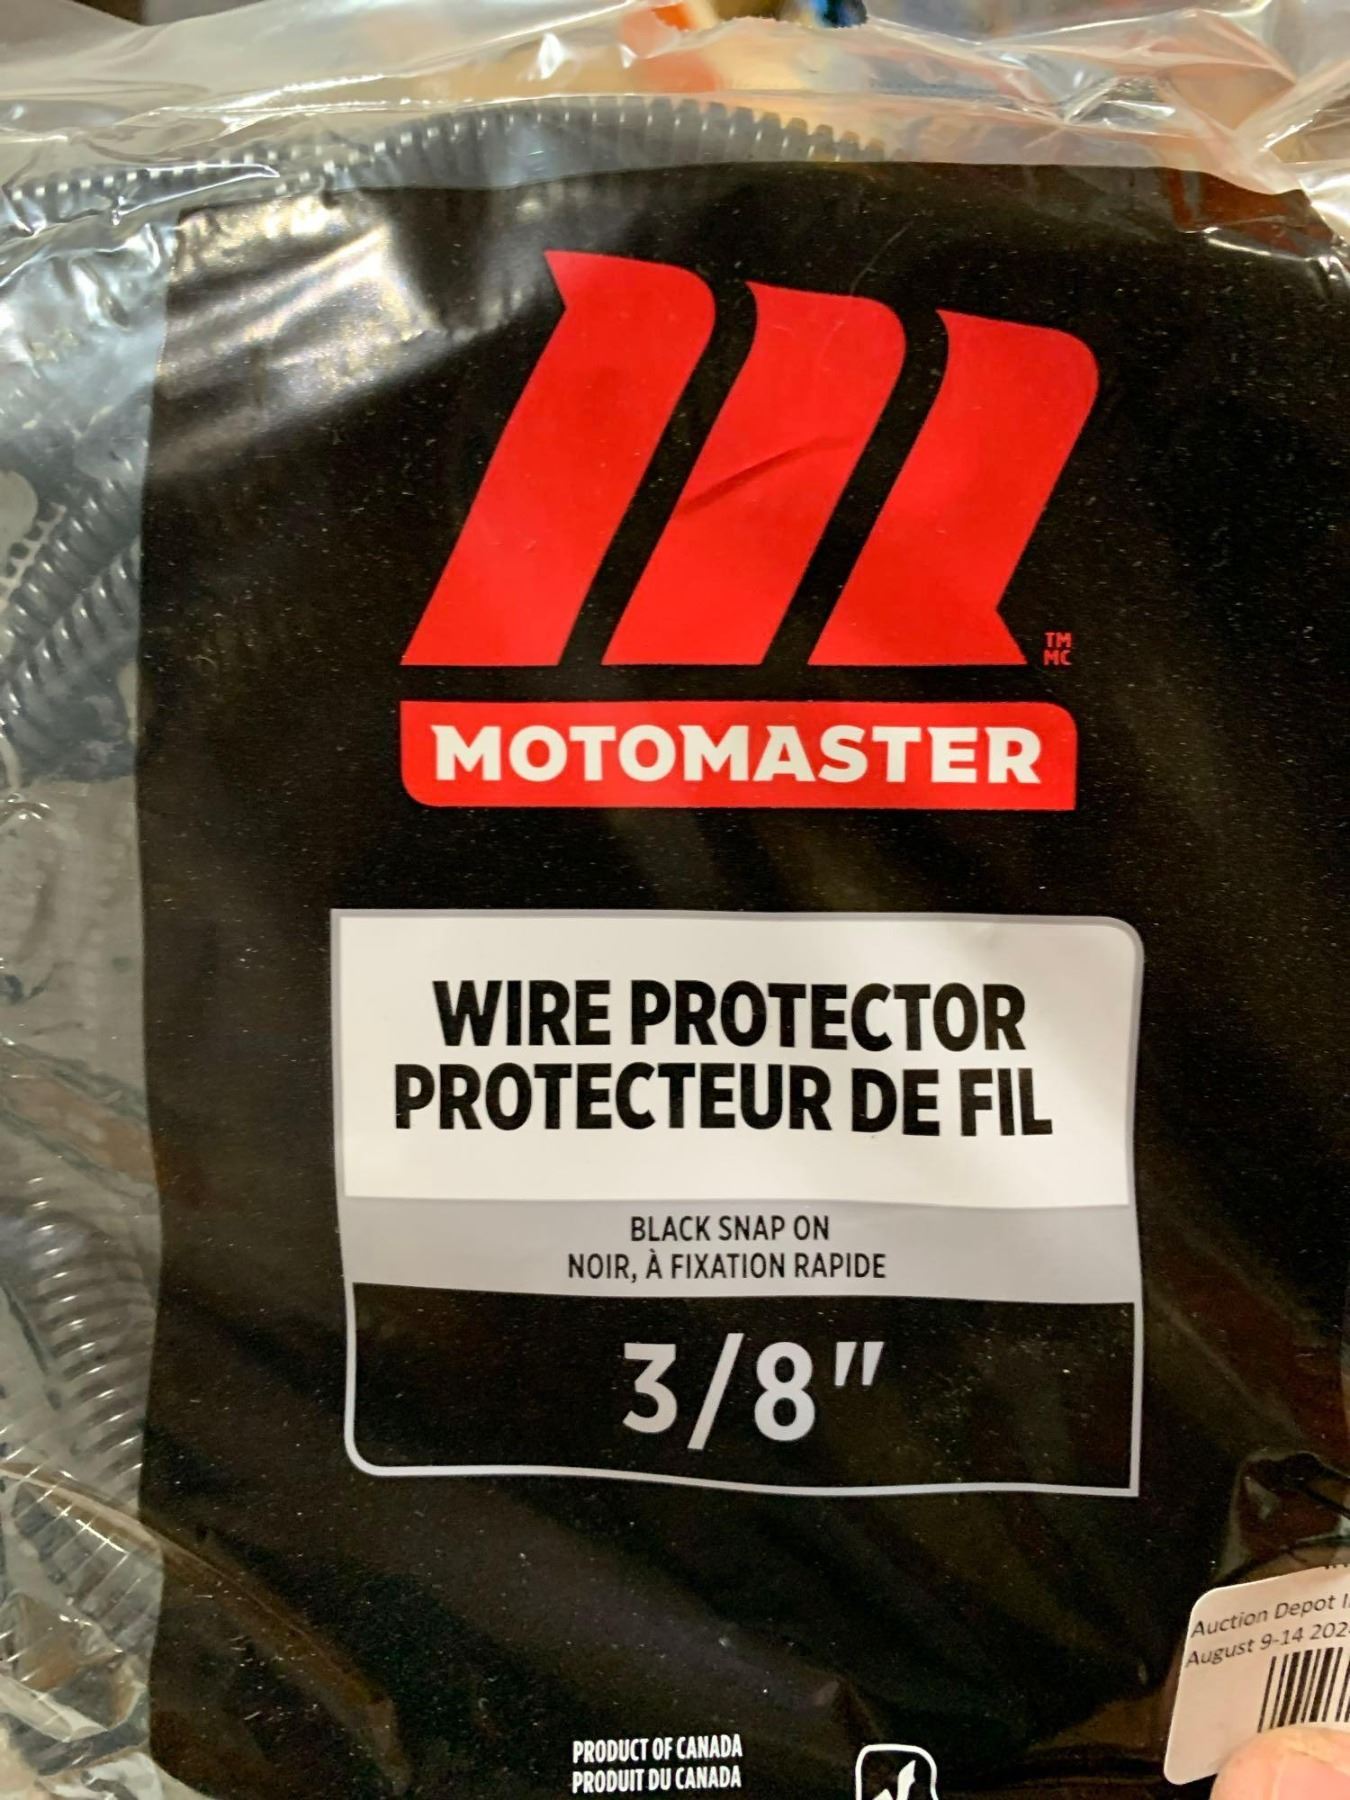 TM
MC
MOTOMASTER
WIRE PROTECTOR
PROTECTEUR DE FIL
BLACK SNAP ON
NOIR, À FIXATION RAPIDE
3/8"
Auction Depot
August 9-14
PRODUCT OF CANADA
PRODUIT DU CANADA